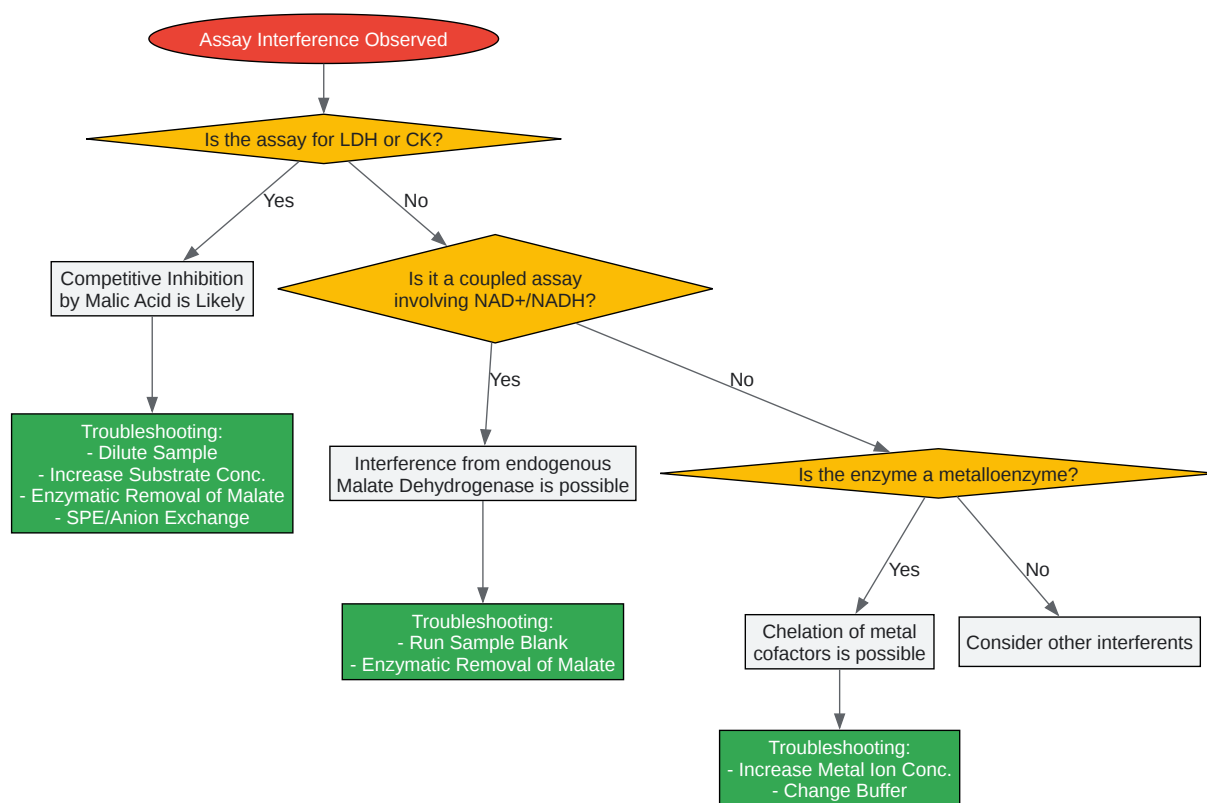 Assay Interference Observed
Is the assay for LDH or CK?
Yes
No
Competitive Inhibition
by Malic Acid is Likely
Is it a coupled assay
involving NAD+/NADH?
Yes
No
Troubleshooting:
- Dilute Sample
- Increase Substrate Conc.
- Enzymatic Removal of Malate
- SPE/Anion Exchange
Interference from endogenous
Malate Dehydrogenase is possible
Is the enzyme a metalloenzyme?
Yes
No
Troubleshooting:
- Run Sample Blank
- Enzymatic Removal of Malate
Chelation of metal
cofactors is possible
Consider other interferents
Troubleshooting:
- Increase Metal Ion Conc.
- Change Buffer